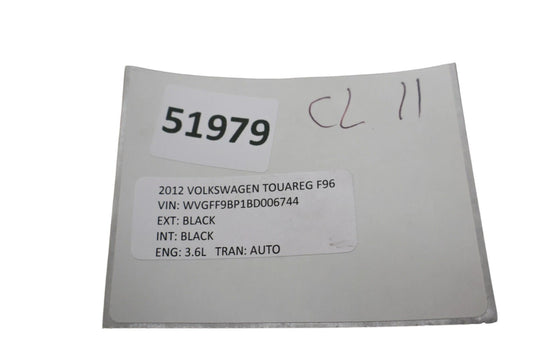 51979
CL 11
2012 VOLKSWAGEN TOUAREG F96
VIN: WVGFF9BP1BD006744
EXT: BLACK
INT: BLACK
ENG: 3.6L TRAN: AUTO